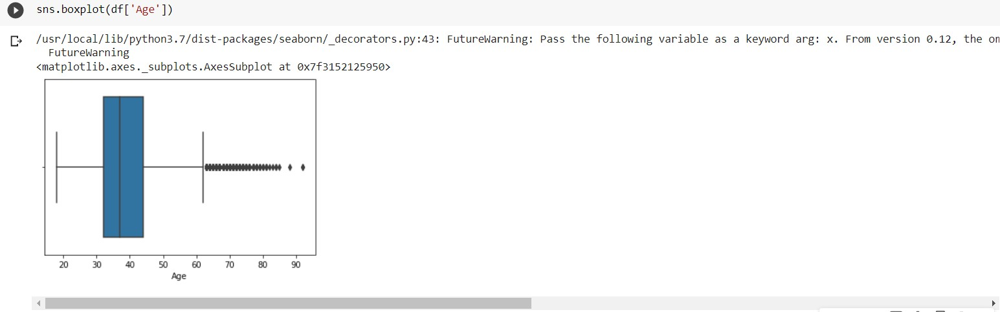 sns.boxplot(df['Age'])
/usr/local/lib/python3.7/dist-packages/seaborn/_decorators.py:43: FutureWarning: Pass the following variable as a keyword arg: x. From version 0.12, the
FutureWarning
<matplotlib.axes._subplots.AxesSubplot at 0x7f3152125950>
20 30 40 50 60 70 80 90
Age